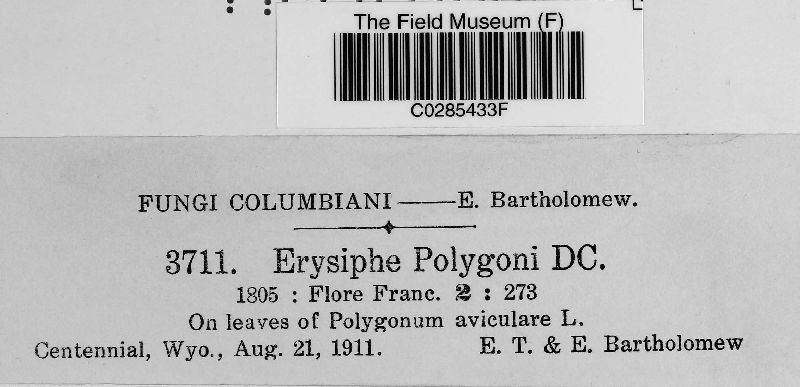 The Field Museum (F)
C0285433F
FUNGI COLUMBIANI — E. Bartholomew.
3711. Erysiphe Polygoni DC.
1805 : Flore Franc. 2 : 273
On leaves of Polygonum aviculare L.
Centennial, Wyo., Aug. 21, 1911. E. T. & E. Bartholomew